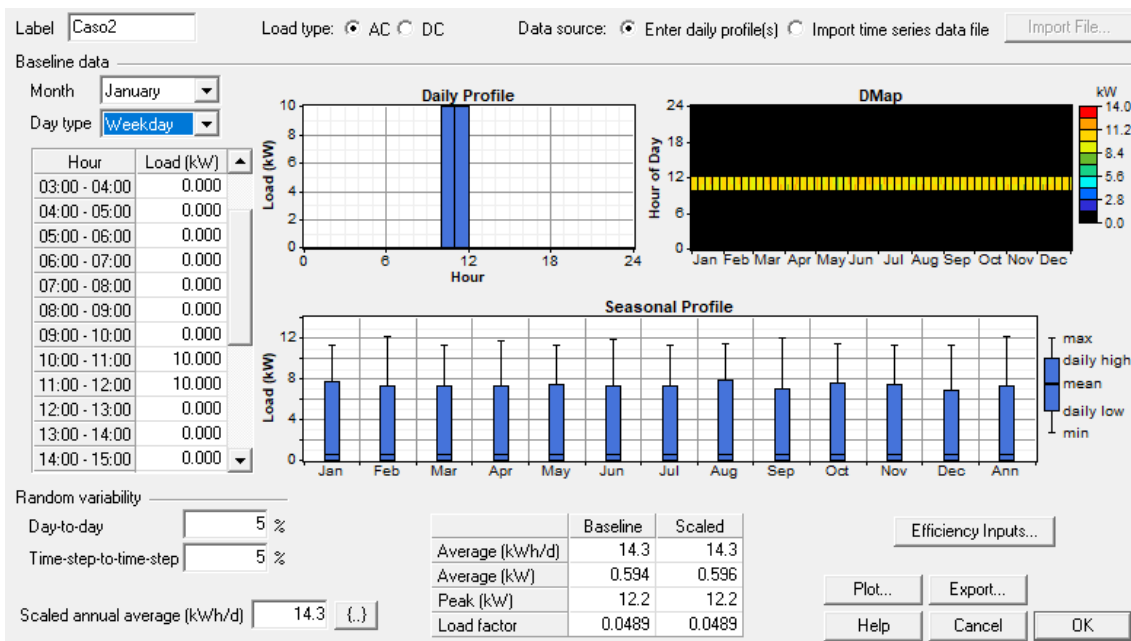 Label Caso2 Load type: AC DC Data source: Enter daily profile(s) Import time series data file Import File...
Baseline data
Month January
Day type Weekday
Hour Load (kW)
03:00 - 04:00 0.000
04:00 - 05:00 0.000
05:00 - 06:00 0.000
06:00 - 07:00 0.000
07:00 - 08:00 0.000
08:00 - 09:00 0.000
09:00 - 10:00 0.000
10:00 - 11:00 10.000
11:00 - 12:00 10.000
12:00 - 13:00 0.000
13:00 - 14:00 0.000
14:00 - 15:00 0.000
Daily Profile
Load (kW)
10
8
6
4
2
0
0 6 12 18 24
Hour
DMap
Hour of Day
24
18
12
6
0
Jan Feb Mar Apr May Jun Jul Aug Sep Oct Nov Dec
kW
14.0
11.2
8.4
5.6
2.8
0.0
Seasonal Profile
Load (kW)
12
8
4
0
Jan Feb Mar Apr May Jun Jul Aug Sep Oct Nov Dec Ann
max
daily high
mean
daily low
min
Random variability
Day-to-day 5 %
Time-step-to-time-step 5 %
Scaled annual average (kWh/d) 14.3 {..}
Baseline Scaled
Average (kWh/d) 14.3 14.3
Average (kW) 0.594 0.596
Peak (kW) 12.2 12.2
Load factor 0.0489 0.0489
Efficiency Inputs...
Plot... Export...
Help Cancel OK